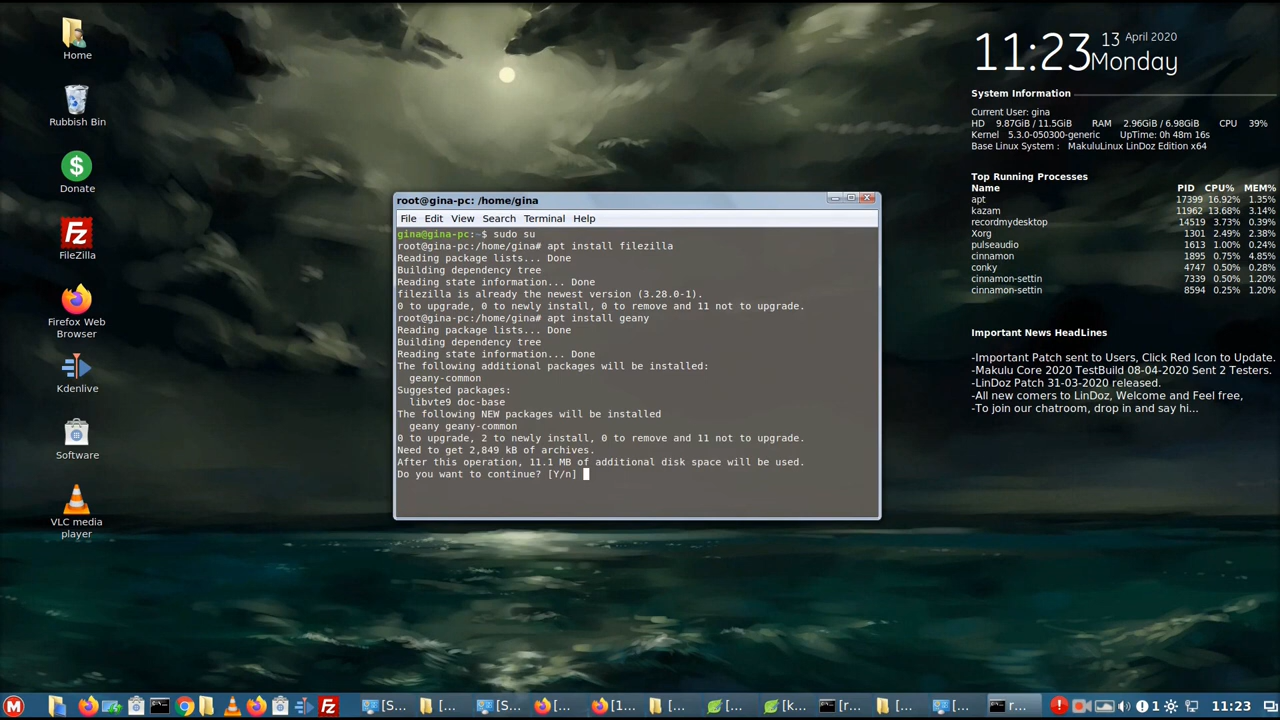 Home
Rubbish Bin
Donate
FileZilla
Firefox Web
Browser
Kdenlive
Software
VLC media
player
root@gina-pc: /home/gina
File Edit View Search Terminal Help
gina@gina-pc:~$ sudo su
root@gina-pc:/home/gina# apt install filezilla
Reading package lists... Done
Building dependency tree
Reading state information... Done
filezilla is already the newest version (3.28.0-1).
0 to upgrade, 0 to newly install, 0 to remove and 11 not to upgrade.
root@gina-pc:/home/gina# apt install geany
Reading package lists... Done
Building dependency tree
Reading state information... Done
The following additional packages will be installed:
geany-common
Suggested packages:
libvte9 doc-base
The following NEW packages will be installed
geany geany-common
0 to upgrade, 2 to newly install, 0 to remove and 11 not to upgrade.
Need to get 2,849 kB of archives.
After this operation, 11.1 MB of additional disk space will be used.
Do you want to continue? [Y/n]
11:23 13 April 2020
Monday
System Information
Current User: gina
HD 9.87GiB / 11.5GiB RAM 2.96GiB / 6.98GiB CPU 39%
Kernel 5.3.0-050300-generic UpTime: 0h 48m 16s
Base Linux System : MakuluLinux LinDoz Edition x64
Top Running Processes
Name PID CPU% MEM%
apt 17399 16.92% 1.35%
kazam 11962 13.68% 3.14%
recordmydesktop 14519 3.73% 0.39%
Xorg 1301 2.49% 2.38%
pulseaudio 1613 1.00% 0.24%
cinnamon 1895 0.75% 4.85%
conky 4747 0.50% 0.28%
cinnamon-settin 7339 0.50% 1.20%
cinnamon-settin 8594 0.25% 1.20%
Important News HeadLines
-Important Patch sent to Users, Click Red Icon to Update.
-Makulu Core 2020 TestBuild 08-04-2020 Sent 2 Testers.
-LinDoz Patch 31-03-2020 released.
-All new comers to LinDoz, Welcome and Feel free,
-To join our chatroom, drop in and say hi...
M Fz [S... [... [S... [... [1... [... [... [k... [r... [... [... r... 1 11:23